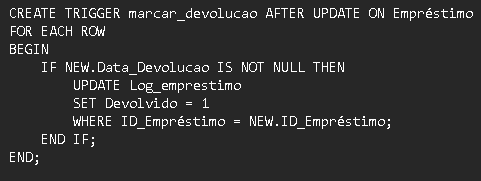 CREATE TRIGGER marcar_devolucao AFTER UPDATE ON Empréstimo
FOR EACH ROW
BEGIN
    IF NEW.Data_Devolucao IS NOT NULL THEN
        UPDATE Log_emprestimo
        SET Devolvido = 1
        WHERE ID_Empréstimo = NEW.ID_Empréstimo;
    END IF;
END;